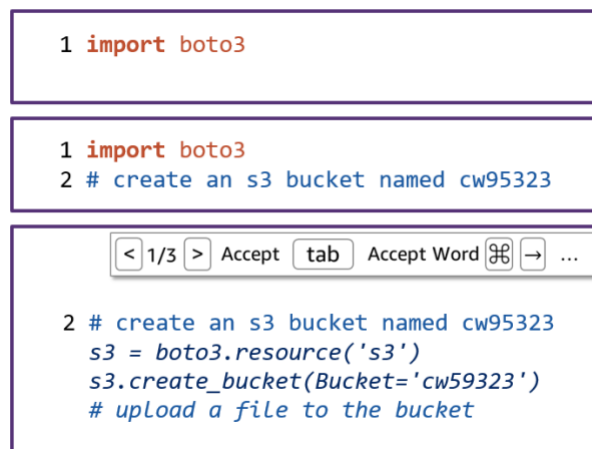 1 import boto3
1 import boto3
2 # create an s3 bucket named cw95323
< 1/3 > Accept tab Accept Word ⌘ → ...
2 # create an s3 bucket named cw95323
s3 = boto3.resource('s3')
s3.create_bucket(Bucket='cw59323')
# upload a file to the bucket